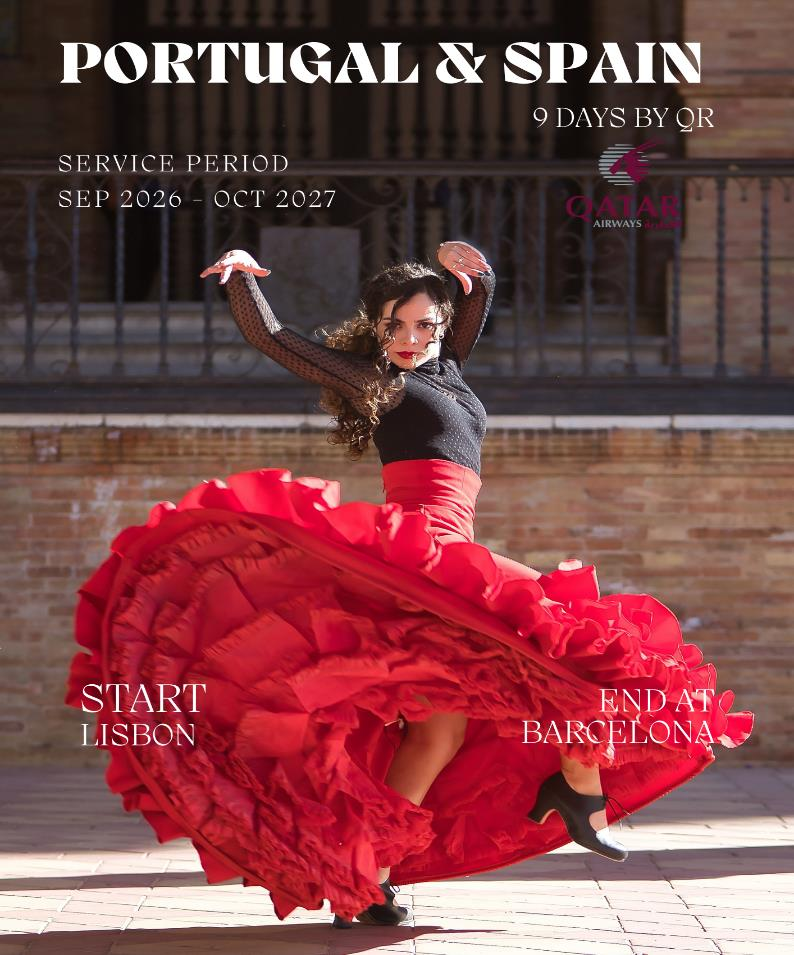 PORTUGAL & SPAIN
9 DAYS BY QR
SERVICE PERIOD
SEP 2026 - OCT 2027
QATAR
AIRWAYS القطرية
START
LISBON
END AT
BARCELONA